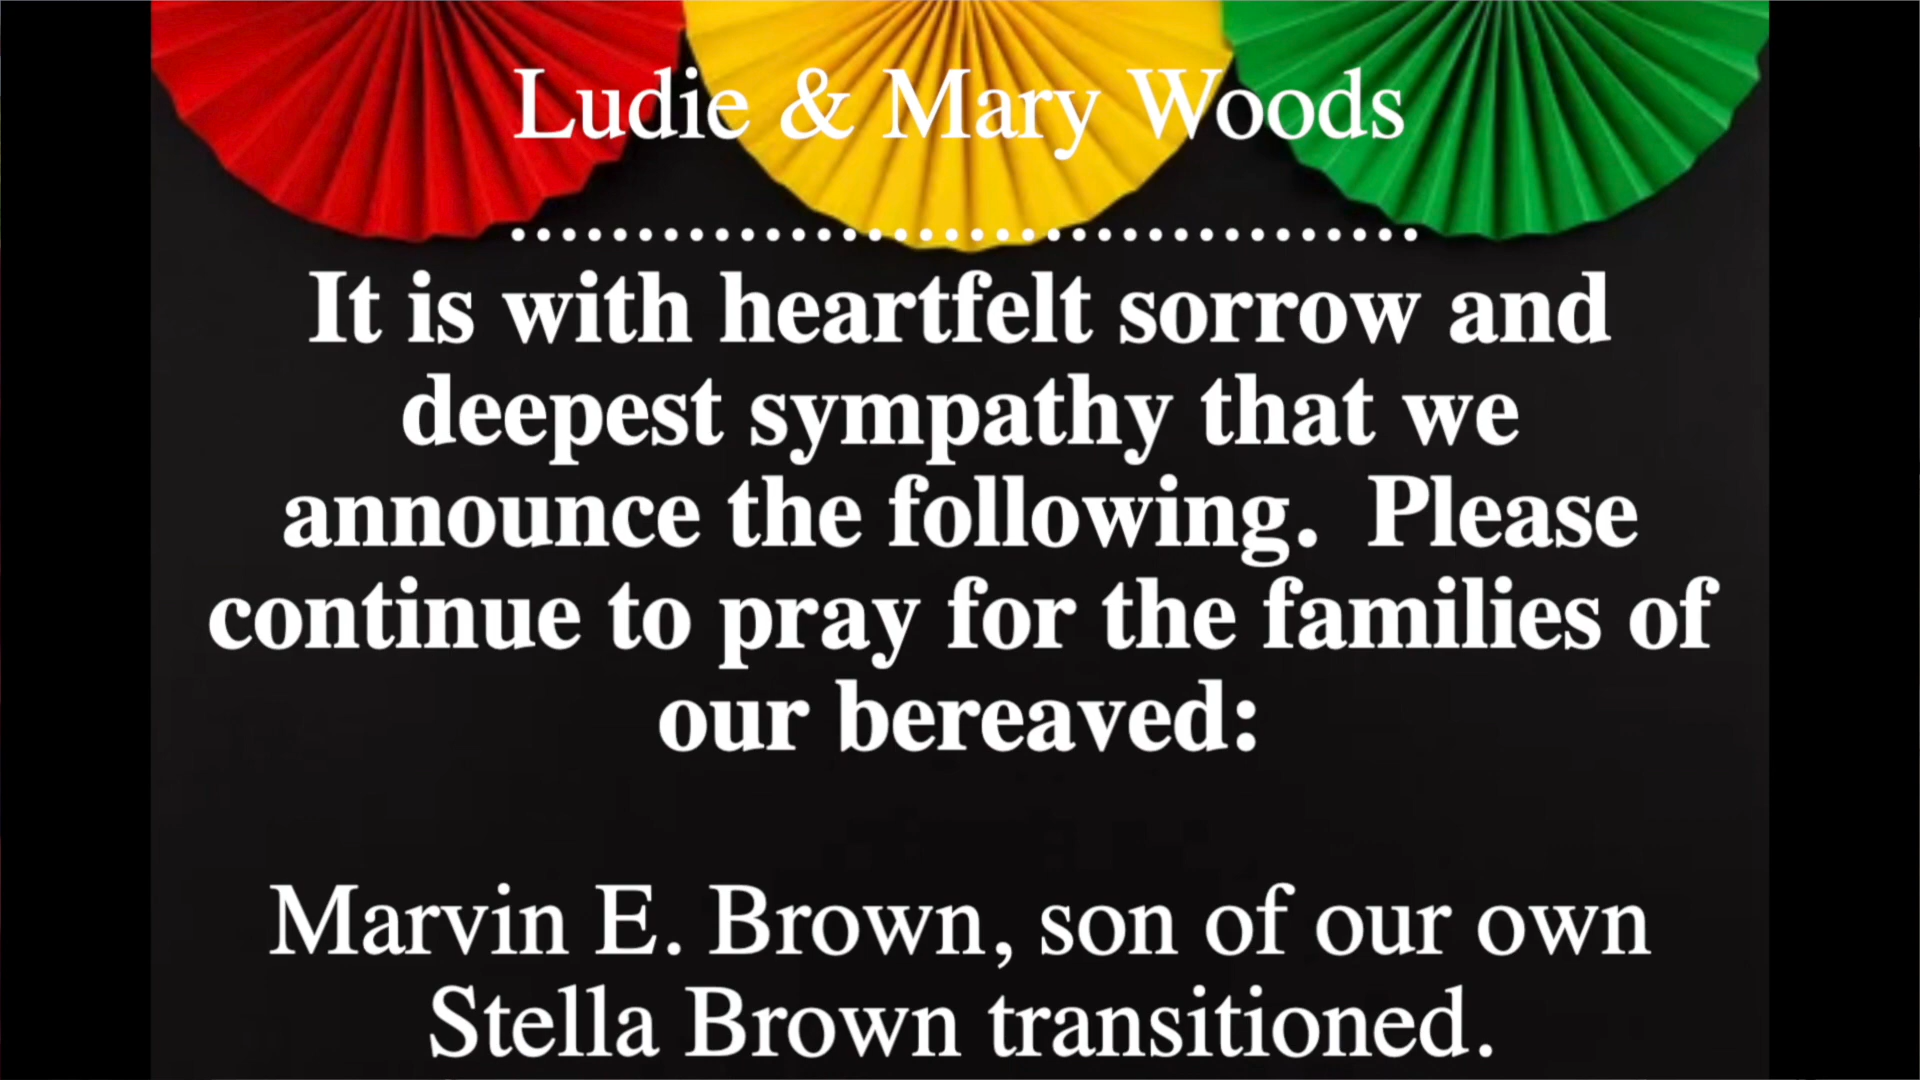 Ludie & Mary Woods
....................................
It is with heartfelt sorrow and
deepest sympathy that we
announce the following.  Please
continue to pray for the families of
our bereaved:
Marvin E. Brown, son of our own
Stella Brown transitioned.